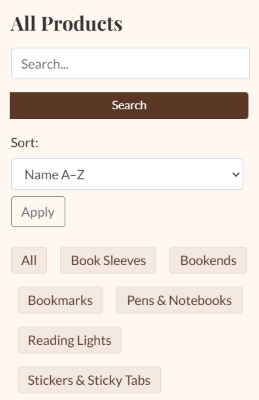 All Products
Search...
Search
Sort:
Name A–Z
Apply
All Book Sleeves Bookends
Bookmarks Pens & Notebooks
Reading Lights
Stickers & Sticky Tabs